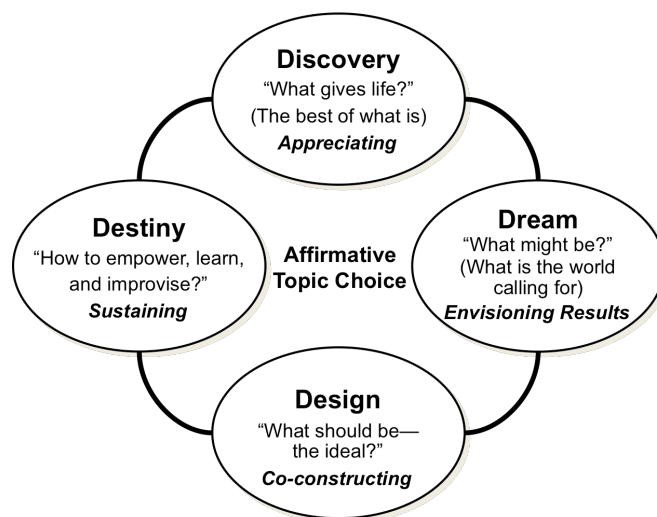 Discovery
“What gives life?”
(The best of what is)
Appreciating
Destiny
“How to empower, learn,
and improvise?”
Sustaining
Affirmative
Topic Choice
Dream
“What might be?”
(What is the world
calling for)
Envisioning Results
Design
“What should be—
the ideal?”
Co-constructing